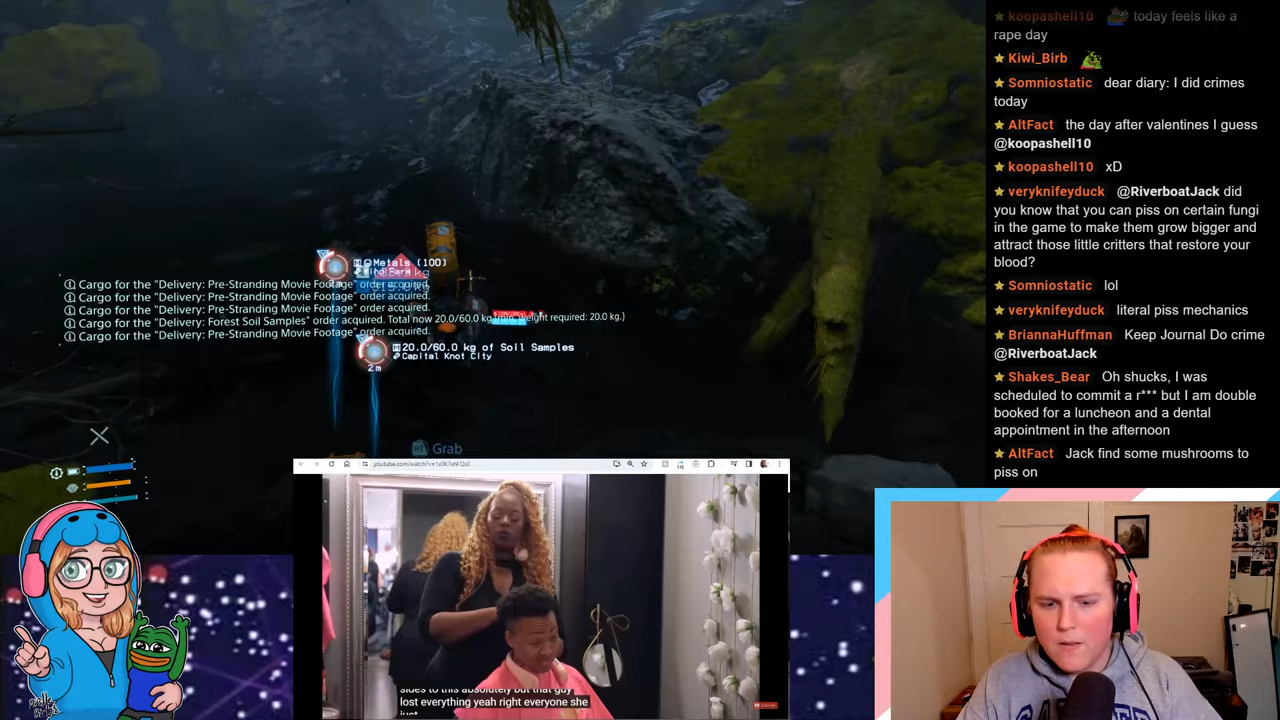 koopashell10 today feels like a
rape day
Kiwi_Birb
Somniostatic dear diary: I did crimes
today
AltFact the day after valentines I guess
@koopashell10
koopashell10 xD
veryknifeyduck @RiverboatJack did
you know that you can piss on certain fungi
in the game to make them grow bigger and
attract those little critters that restore your
blood?
Somniostatic lol
veryknifeyduck literal piss mechanics
BriannaHuffman Keep Journal Do crime
@RiverboatJack
Shakes_Bear Oh shucks, I was
scheduled to commit a r*** but I am double
booked for a luncheon and a dental
appointment in the afternoon
AltFact Jack find some mushrooms to
piss on
Metals (100)
Cargo for the "Delivery: Pre-Stranding Movie Footage" order acquired.
Cargo for the "Delivery: Pre-Stranding Movie Footage" order acquired.
Cargo for the "Delivery: Pre-Stranding Movie Footage" order acquired.
Cargo for the "Delivery: Forest Soil Samples" order acquired. Total now 20.0/60.0 kg (min. weight required: 20.0 kg.)
Cargo for the "Delivery: Pre-Stranding Movie Footage" order acquired.
20.0/60.0 kg of Soil Samples
Capital Knot City
2m
Grab
sides to this absolutely but that guy
lost everything yeah right everyone she
just